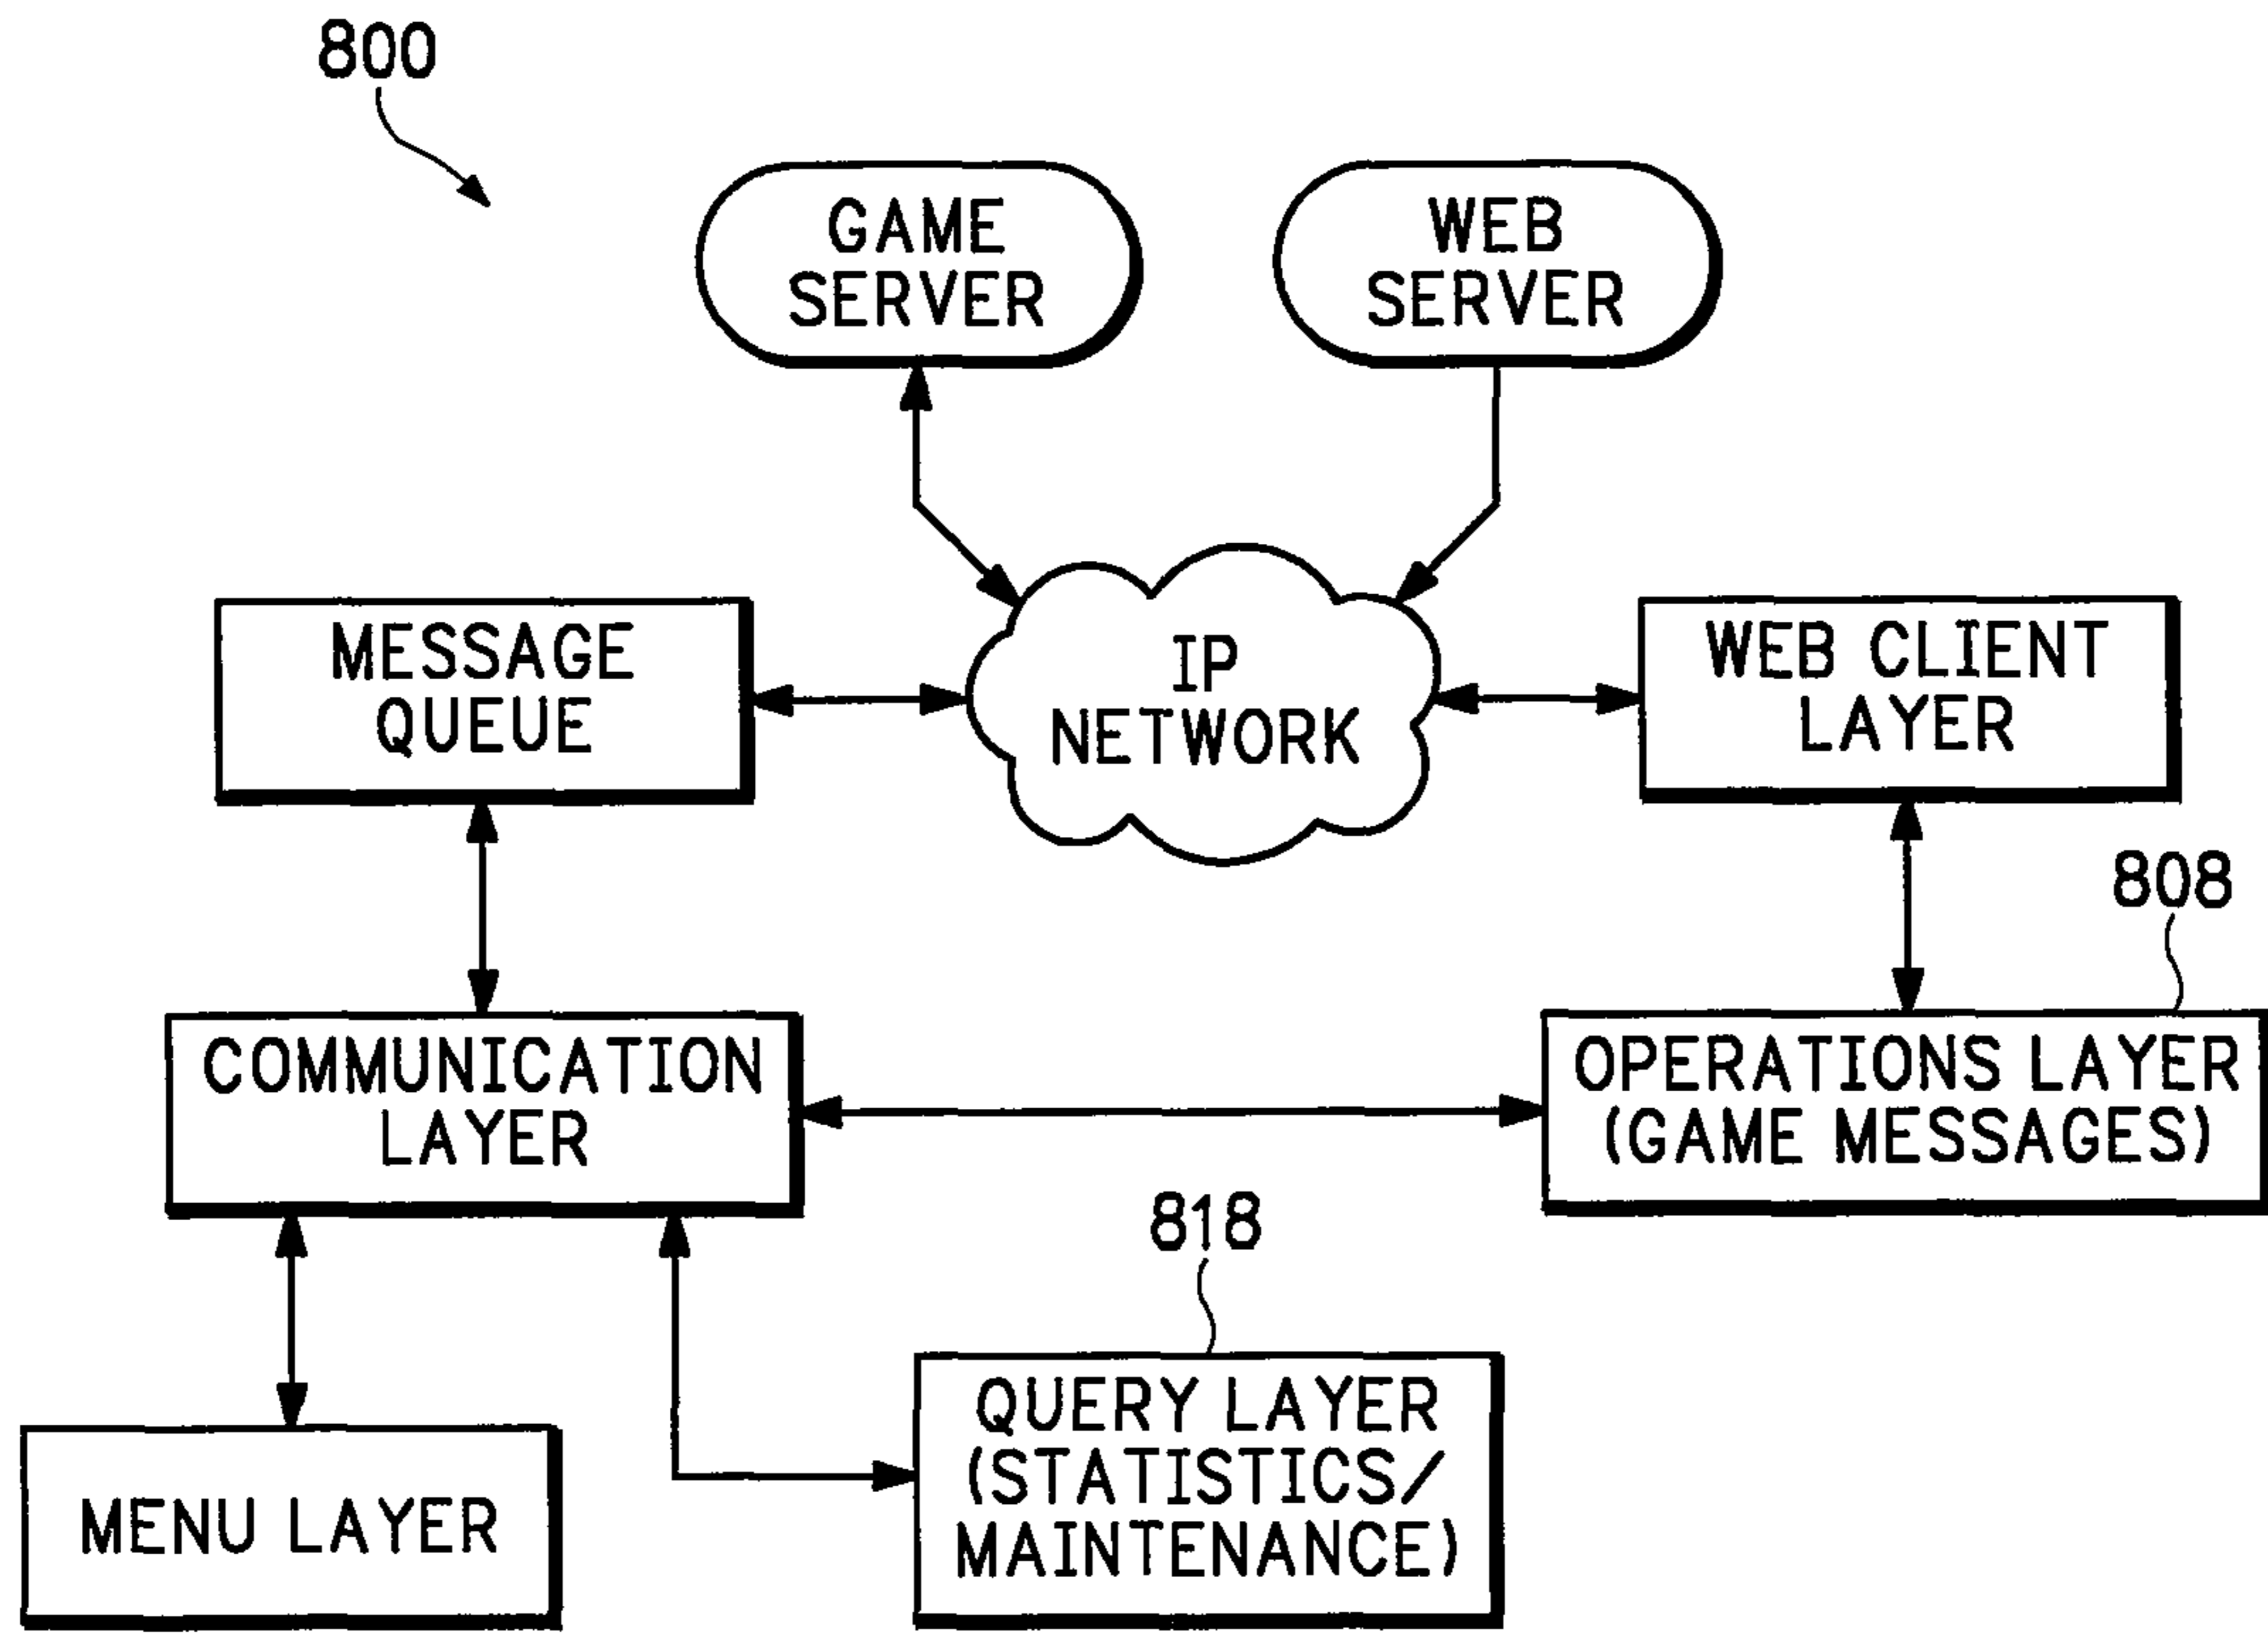 800
GAME
SERVER
WEB
SERVER
MESSAGE
QUEUE
IP
NETWORK
WEB CLIENT
LAYER
808
COMMUNICATION
LAYER
OPERATIONS LAYER
(GAME MESSAGES)
818
MENU LAYER
QUERY LAYER
(STATISTICS/
MAINTENANCE)